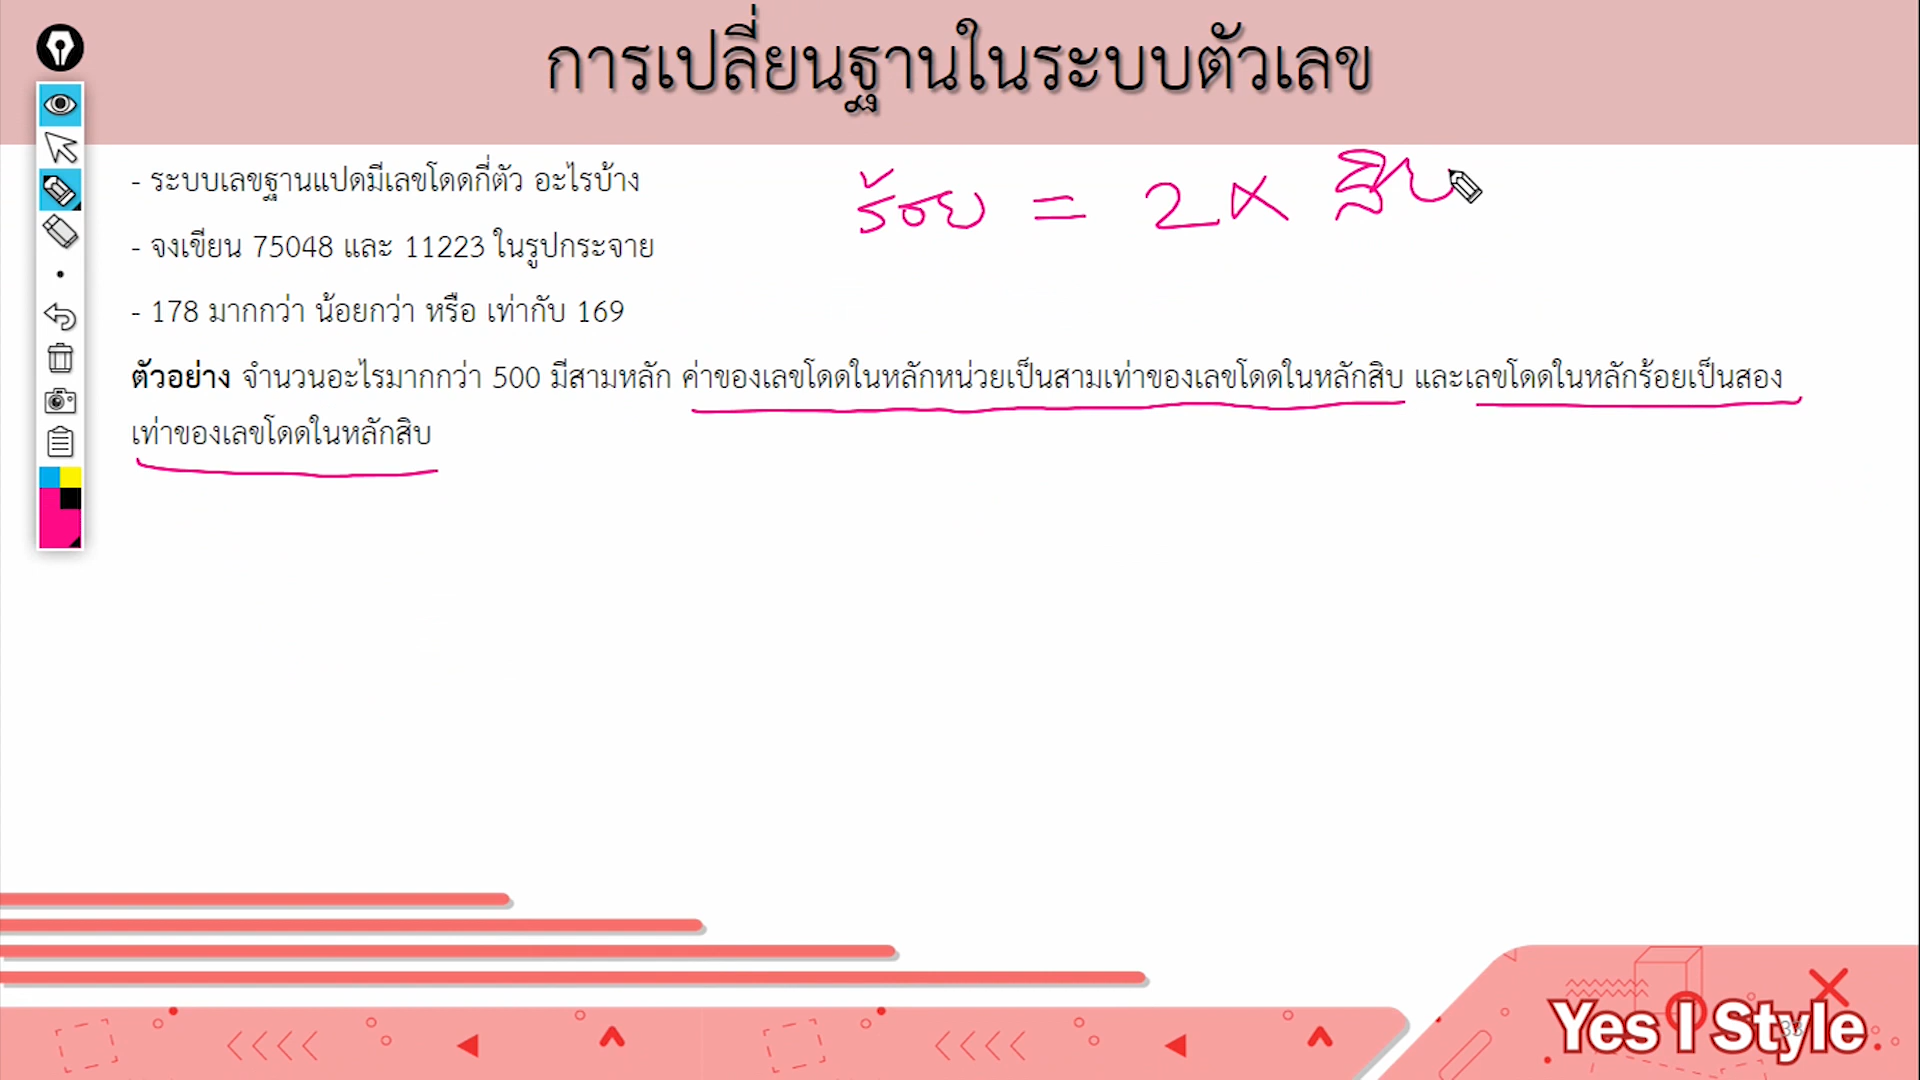 การเปลี่ยนฐานในระบบตัวเลข
- ระบบเลขฐานแปดมีเลขโดดกี่ตัว อะไรบ้าง
ร้อย = 2 × สิบ
- จงเขียน 75048 และ 11223 ในรูปกระจาย
- 178 มากกว่า น้อยกว่า หรือ เท่ากับ 169
ตัวอย่าง จำนวนอะไรมากกว่า 500 มีสามหลัก ค่าของเลขโดดในหลักหน่วยเป็นสามเท่าของเลขโดดในหลักสิบ และเลขโดดในหลักร้อยเป็นสอง
เท่าของเลขโดดในหลักสิบ
Yes I Style
33